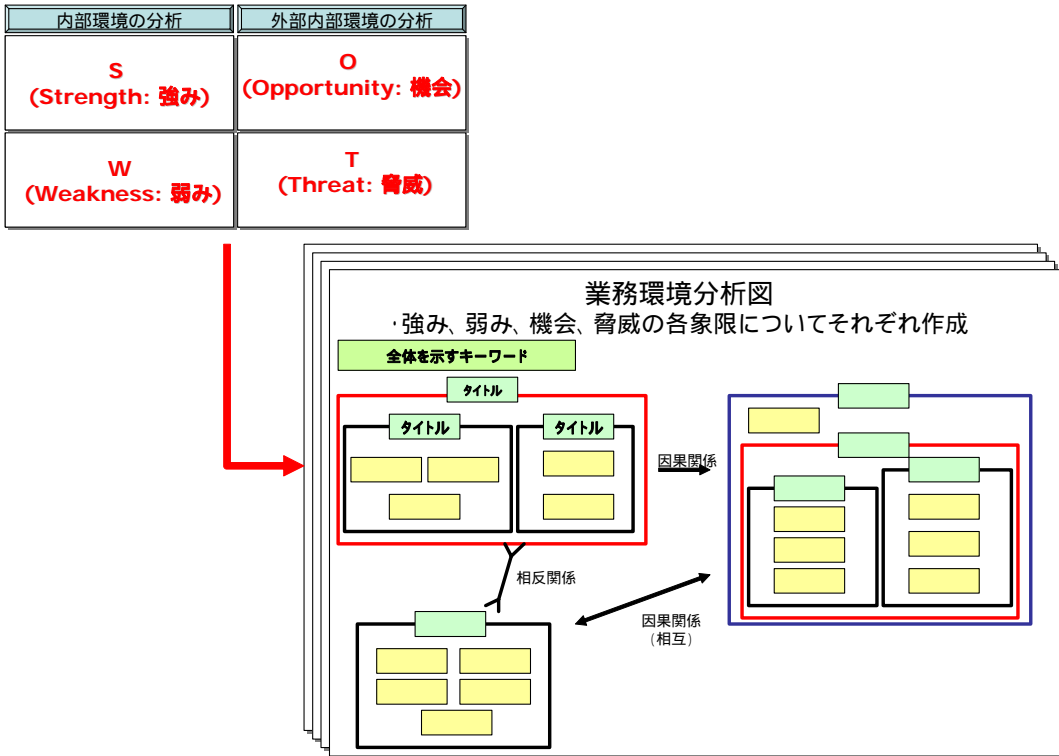 内部環境の分析
外部内部環境の分析
S
(Strength: 強み)
O
(Opportunity: 機会)
W
(Weakness: 弱み)
T
(Threat: 脅威)
業務環境分析図
・強み、弱み、機会、脅威の各象限についてそれぞれ作成
全体を示すキーワード
タイトル
タイトル
タイトル
因果関係
相反関係
因果関係
(相互)